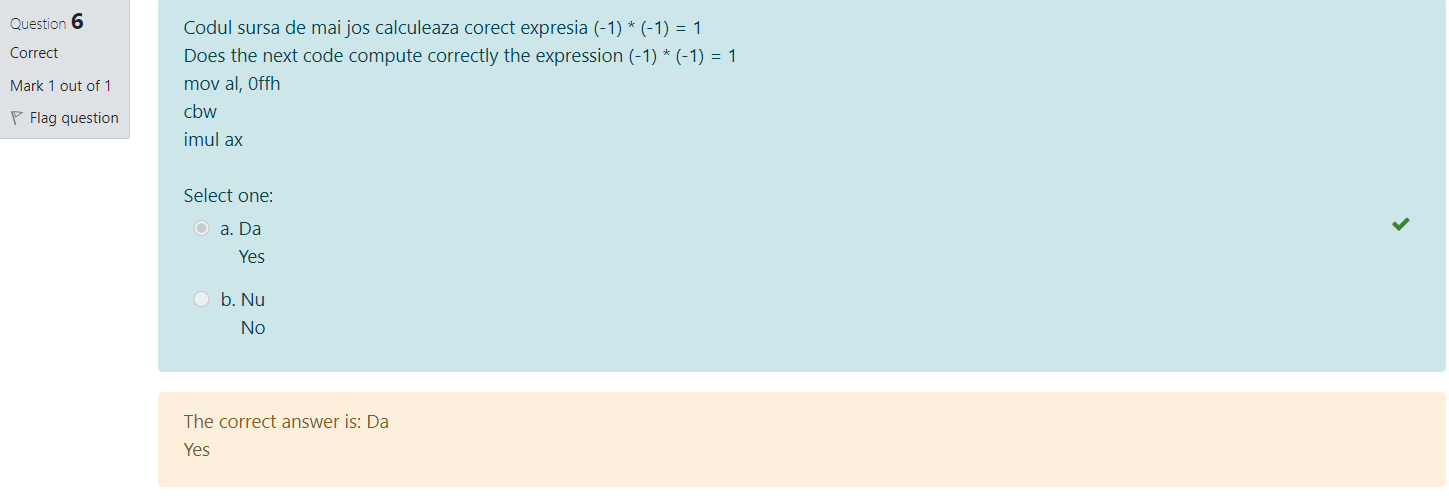 Question 6
Correct
Mark 1 out of 1
Flag question
Codul sursa de mai jos calculeaza corect expresia (-1) * (-1) = 1
Does the next code compute correctly the expression (-1) * (-1) = 1
mov al, 0ffh
cbw
imul ax
Select one:
a. Da
Yes
b. Nu
No
The correct answer is: Da
Yes